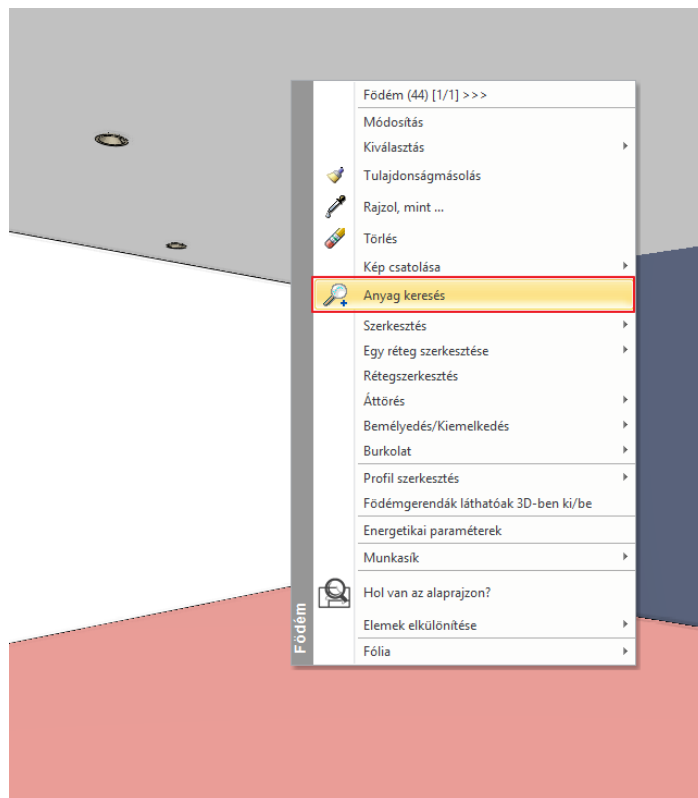 Födém (44) [1/1] >>>
Módosítás
Kiválasztás
Tulajdonságmásolás
Rajzol, mint ...
Törlés
Kép csatolása
Anyag keresés
Szerkesztés
Egy réteg szerkesztése
Rétegszerkesztés
Áttörés
Bemélyedés/Kiemelkedés
Burkolat
Profil szerkesztés
Födémgerendák láthatóak 3D-ben ki/be
Energetikai paraméterek
Munkasík
Hol van az alaprajzon?
Elemek elkülönítése
Fólia
Födém